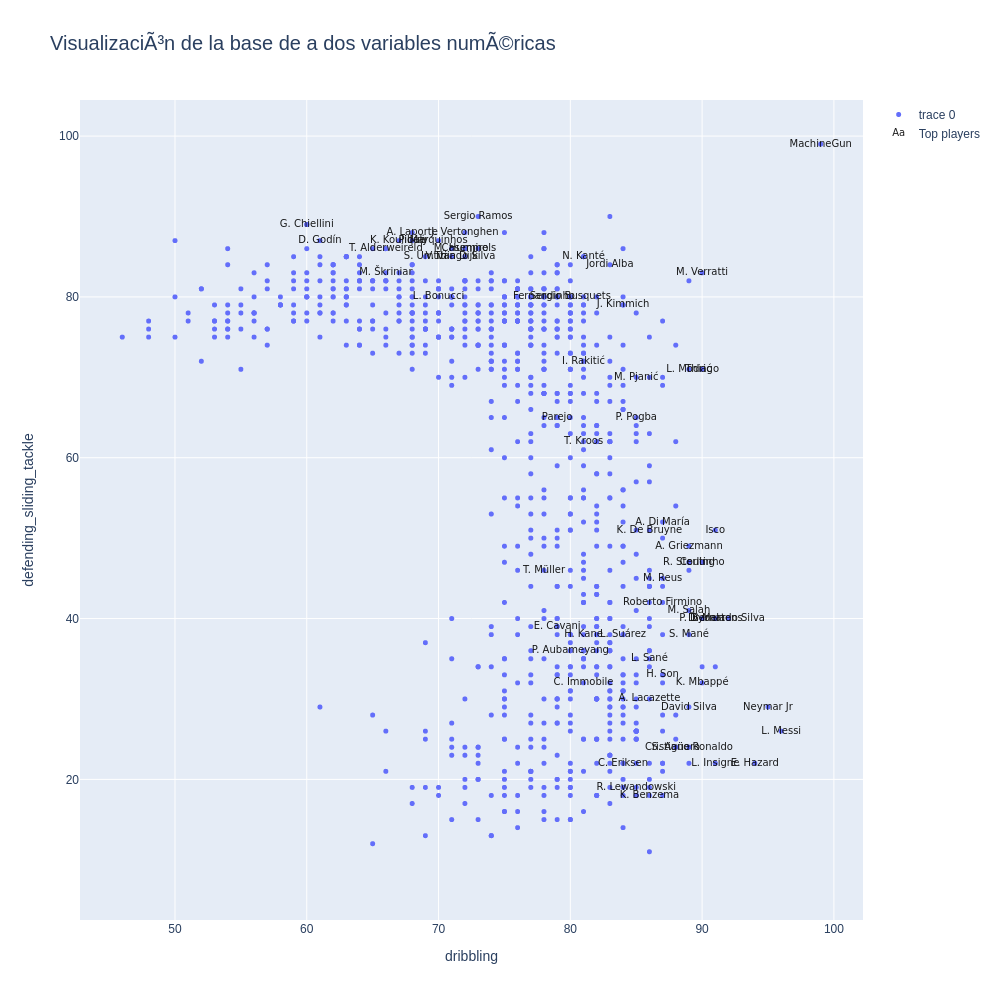 VisualizaciÃ³n de la base de a dos variables numÃ©ricas
trace 0
Aa Top players
100
80
60
40
20
50
60
70
80
90
100
dribbling
defending_sliding_tackle
MachineGun
Sergio Ramos
G. Chiellini
A. Laporte
J. Vertonghen
D. Godín
T. Alderweireld
N. Kanté
Jordi Alba
M. Škriniar
M. Verratti
L. Bonucci
Sergio Busquets
J. Kimmich
I. Rakitić
M. Pjanić
Thiago
Parejo
P. Pogba
T. Kroos
A. Di María
K. De Bruyne
Isco
A. Griezmann
T. Müller
M. Reus
Roberto Firmino
M. Salah
E. Cavani
H. Kane
L. Suárez
S. Mané
P. Aubameyang
L. Sané
H. Son
C. Immobile
K. Mbappé
A. Lacazette
David Silva
Neymar Jr
L. Messi
C. Eriksen
L. Insigne
E. Hazard
R. Lewandowski
K. Benzema